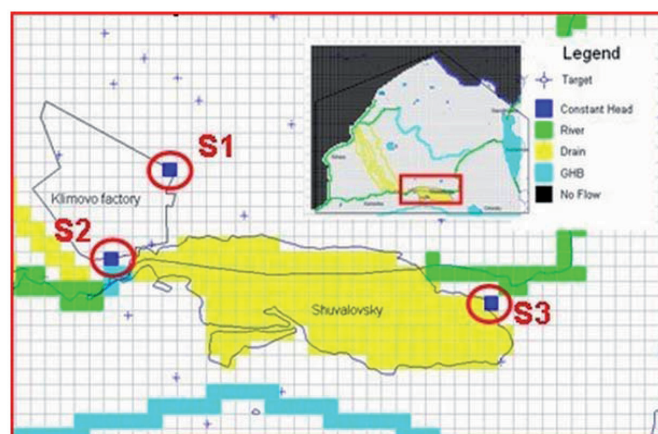 Legend
Target
Constant Head
River
Drain
GHB
No Flow
S1
Klimovo factory
S2
Shuvalovsky
S3